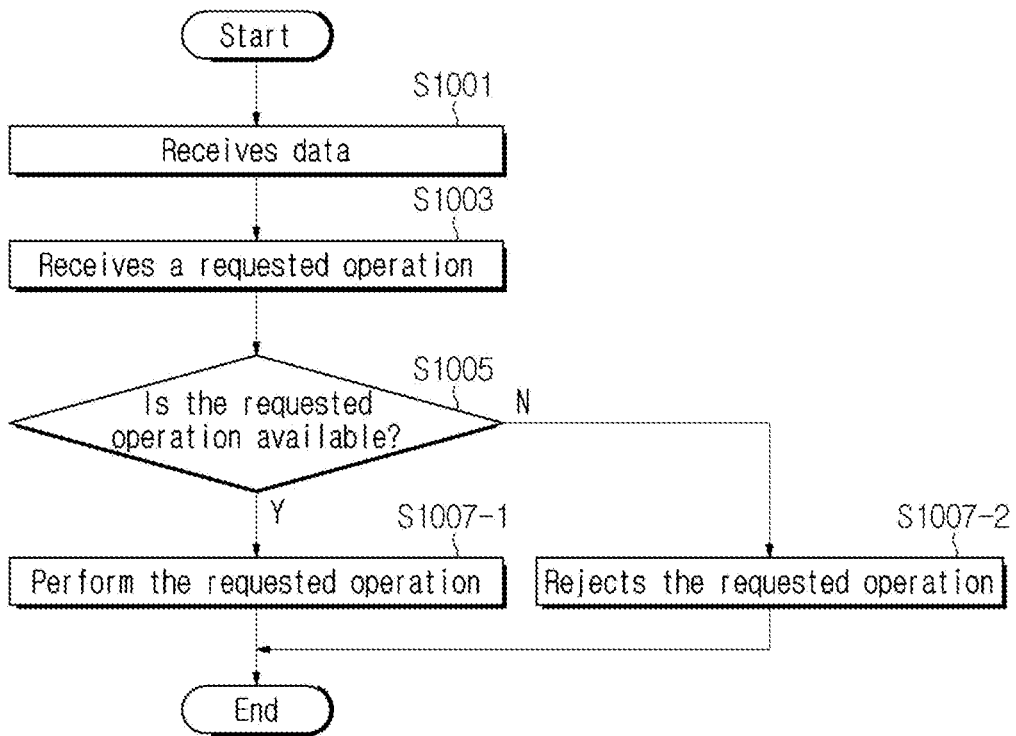 Start
S1001
Receives data
S1003
Receives a requested operation
S1005
Is the requested
operation available?
N
Y
S1007-1
Perform the requested operation
S1007-2
Rejects the requested operation
End